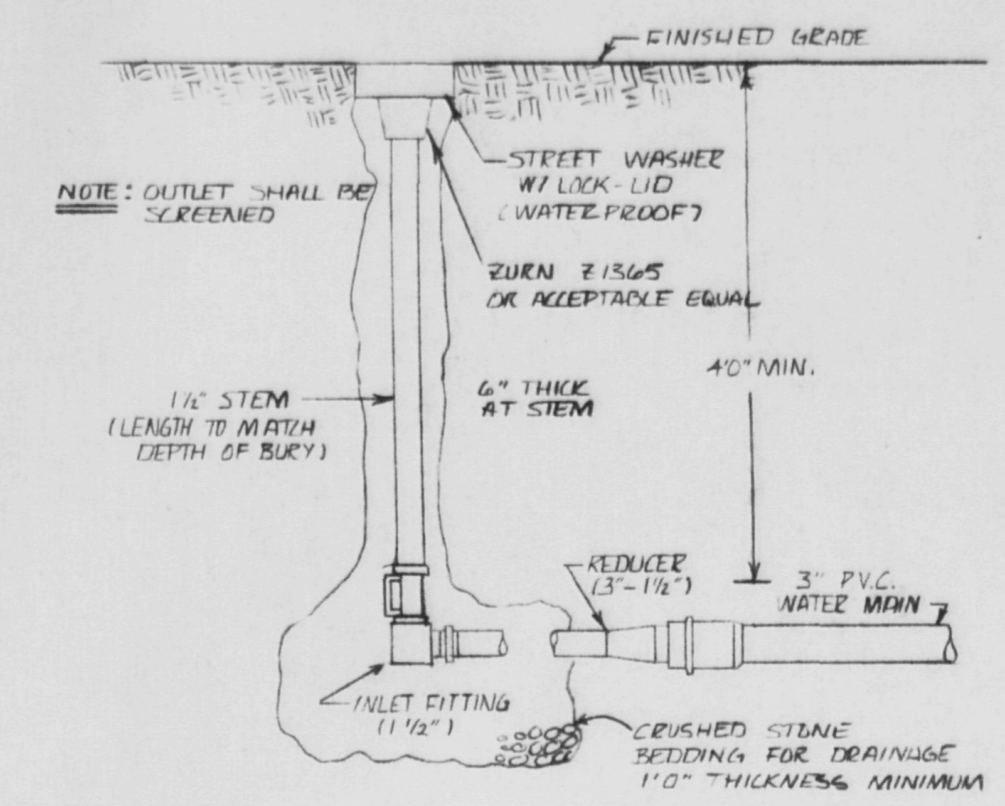 FINISHED GRADE
STREET WASHER
W/ LOCK-LID
(WATERPROOF)
NOTE: OUTLET SHALL BE
SCREENED
ZURN Z1365
OR ACCEPTABLE EQUAL
4'0" MIN.
1½" STEM
(LENGTH TO MATCH
DEPTH OF BURY)
6" THICK
AT STEM
REDUCER
(3"-1½")
3" P.V.C.
WATER MAIN
INLET FITTING
(1 1/2")
CRUSHED STONE
BEDDING FOR DRAINAGE
1'0" THICKNESS MINIMUM